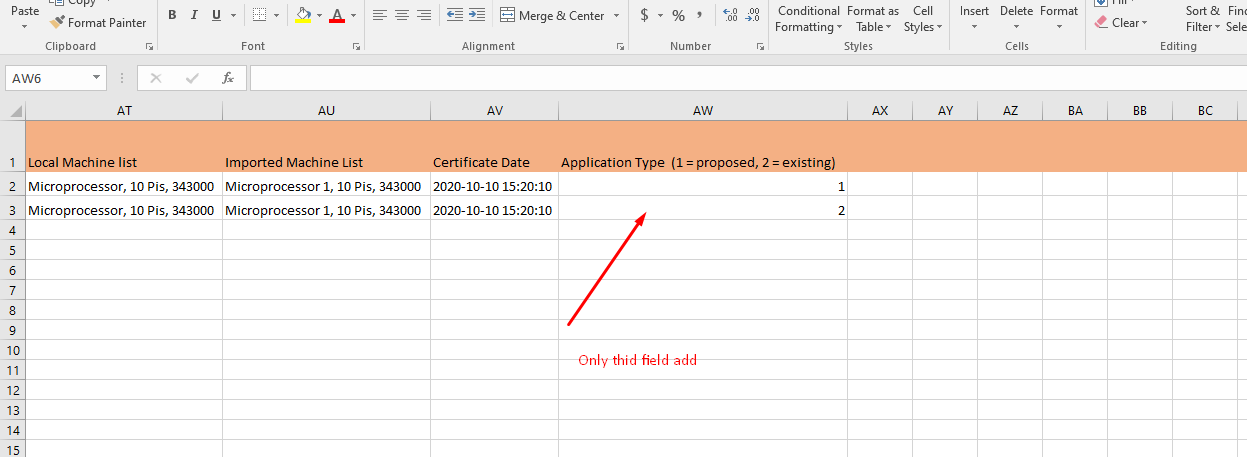 Paste
Copy
Format Painter
B I U A
Merge & Center
$ % ,
Conditional Formatting
Format as Table
Cell Styles
Insert Delete Format
Clear
Sort & Filter
Clipboard Font Alignment Number Styles Cells Editing
AW6 fx
AT AU AV AW AX AY AZ BA BB BC
1 Local Machine list Imported Machine List Certificate Date Application Type (1 = proposed, 2 = existing)
2 Microprocessor, 10 Pis, 343000 Microprocessor 1, 10 Pis, 343000 2020-10-10 15:20:10 1
3 Microprocessor, 10 Pis, 343000 Microprocessor 1, 10 Pis, 343000 2020-10-10 15:20:10 2
4
5
6
7
8
9
10
Only thid field add
11
12
13
14
15